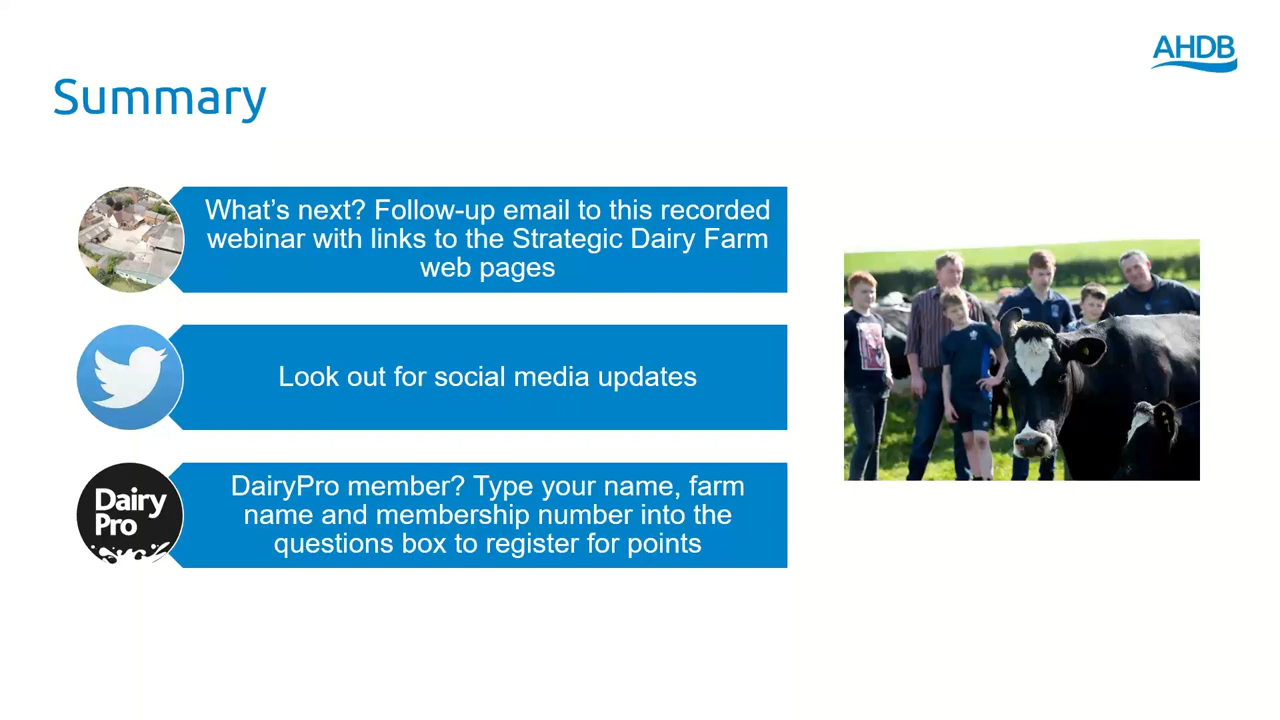 AHDB
Summary
What's next? Follow-up email to this recorded
webinar with links to the Strategic Dairy Farm
web pages
Look out for social media updates
Dairy
Pro
DairyPro member? Type your name, farm
name and membership number into the
questions box to register for points